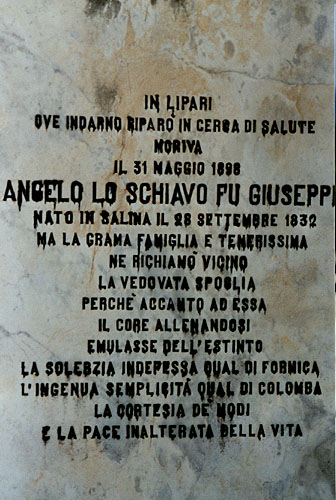 IN LIPARI
OVE INDARNO RIPARÒ IN CERCA DI SALUTE
MORIVA
IL 31 MAGGIO 1898
ANGELO LO SCHIAVO FU GIUSEPPE
NATO IN SALINA IL 28 SETTEMBRE 1832
MA LA GRAMA FAMIGLIA E TENERISSIMA
NE RICHIAMÒ VICINO
LA VEDOVATA SPOGLIA
PERCHÈ ACCANTO AD ESSA
IL CORE ALLENANDOSI
EMULASSE DELL'ESTINTO
LA SOLERZIA INDEFESSA QUAL DI FORMICA
L'INGENUA SEMPLICITÁ QUAL DI COLOMBA
LA CORTESIA DE' MODI
E LA PACE INALTERATA DELLA VITA